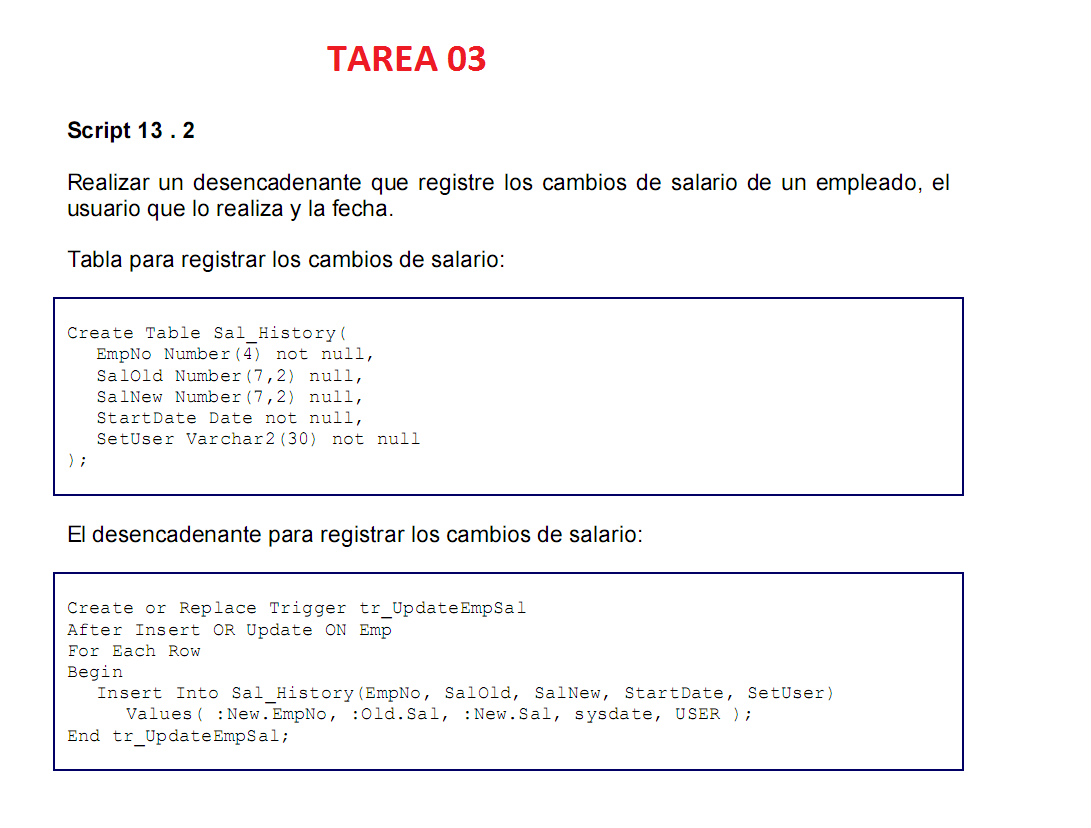 TAREA 03
Script 13 . 2
Realizar un desencadenante que registre los cambios de salario de un empleado, el
usuario que lo realiza y la fecha.
Tabla para registrar los cambios de salario:
Create Table Sal_History(
EmpNo Number(4) not null,
SalOld Number(7,2) null,
SalNew Number(7,2) null,
StartDate Date not null,
SetUser Varchar2(30) not null
);
El desencadenante para registrar los cambios de salario:
Create or Replace Trigger tr_UpdateEmpSal
After Insert OR Update ON Emp
For Each Row
Begin
Insert Into Sal_History(EmpNo, SalOld, SalNew, StartDate, SetUser)
Values( :New.EmpNo, :Old.Sal, :New.Sal, sysdate, USER );
End tr_UpdateEmpSal;